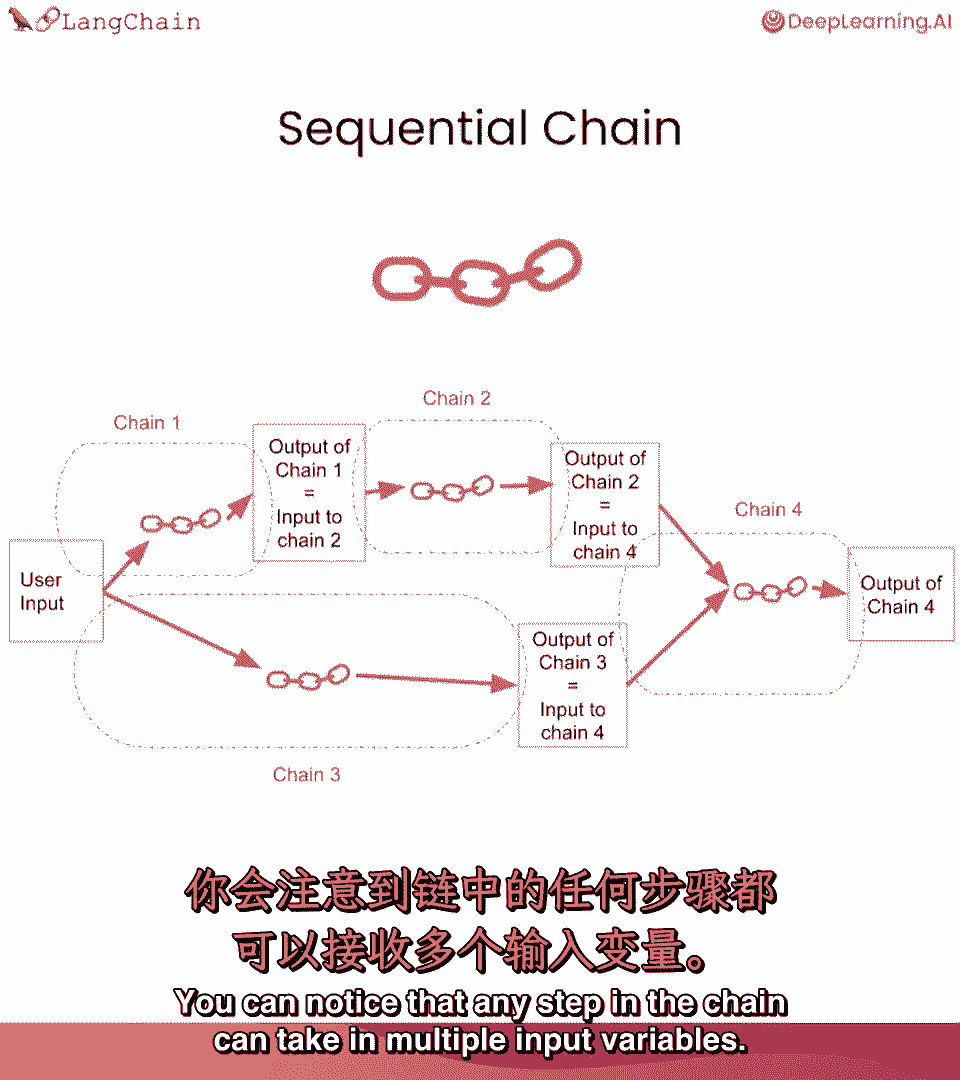 LangChain
DeepLearning.AI
Sequential Chain
Chain 1
Chain 2
Output of
Chain 1
=
Input to
chain 2
Output of
Chain 2
=
Input to
chain 4
Chain 4
User
Input
Output of
Chain 4
Output of
Chain 3
=
Input to
chain 4
Chain 3
你会注意到链中的任何步骤都
可以接收多个输入变量。
You can notice that any step in the chain
can take in multiple input variables.